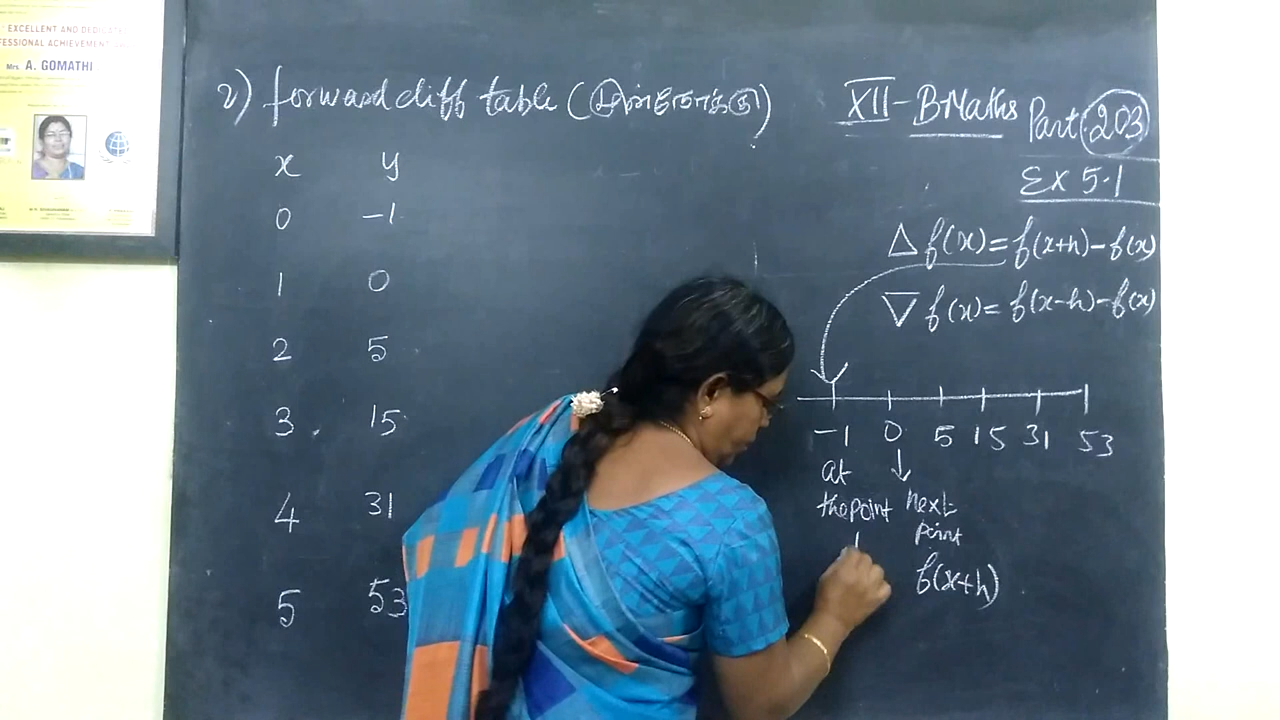 EXCELLENT AND DEDICATE
FESSIONAL ACHIEVEMENT
Mrs. A. GOMATHI
2) forward diff table (முன்நோக்கு)
XII - B.Maths Part 203
Ex 5.1
x y
0 -1
1 0
2 5
3 15
4 31
5 53
Δ f(x) = f(x+h) - f(x)
∇ f(x) = f(x-h) - f(x)
-1 0 5 15 31 53
at
the point next
point
f(x+h)